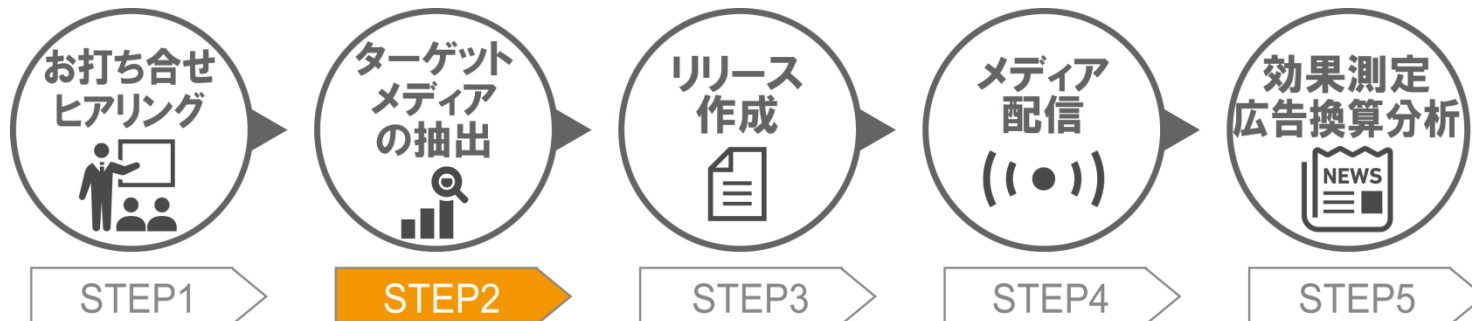 お打ち合せ
ヒアリング
ターゲット
メディア
の抽出
リリース
作成
メディア
配信
効果測定
広告換算分析
NEWS
STEP1
STEP2
STEP3
STEP4
STEP5